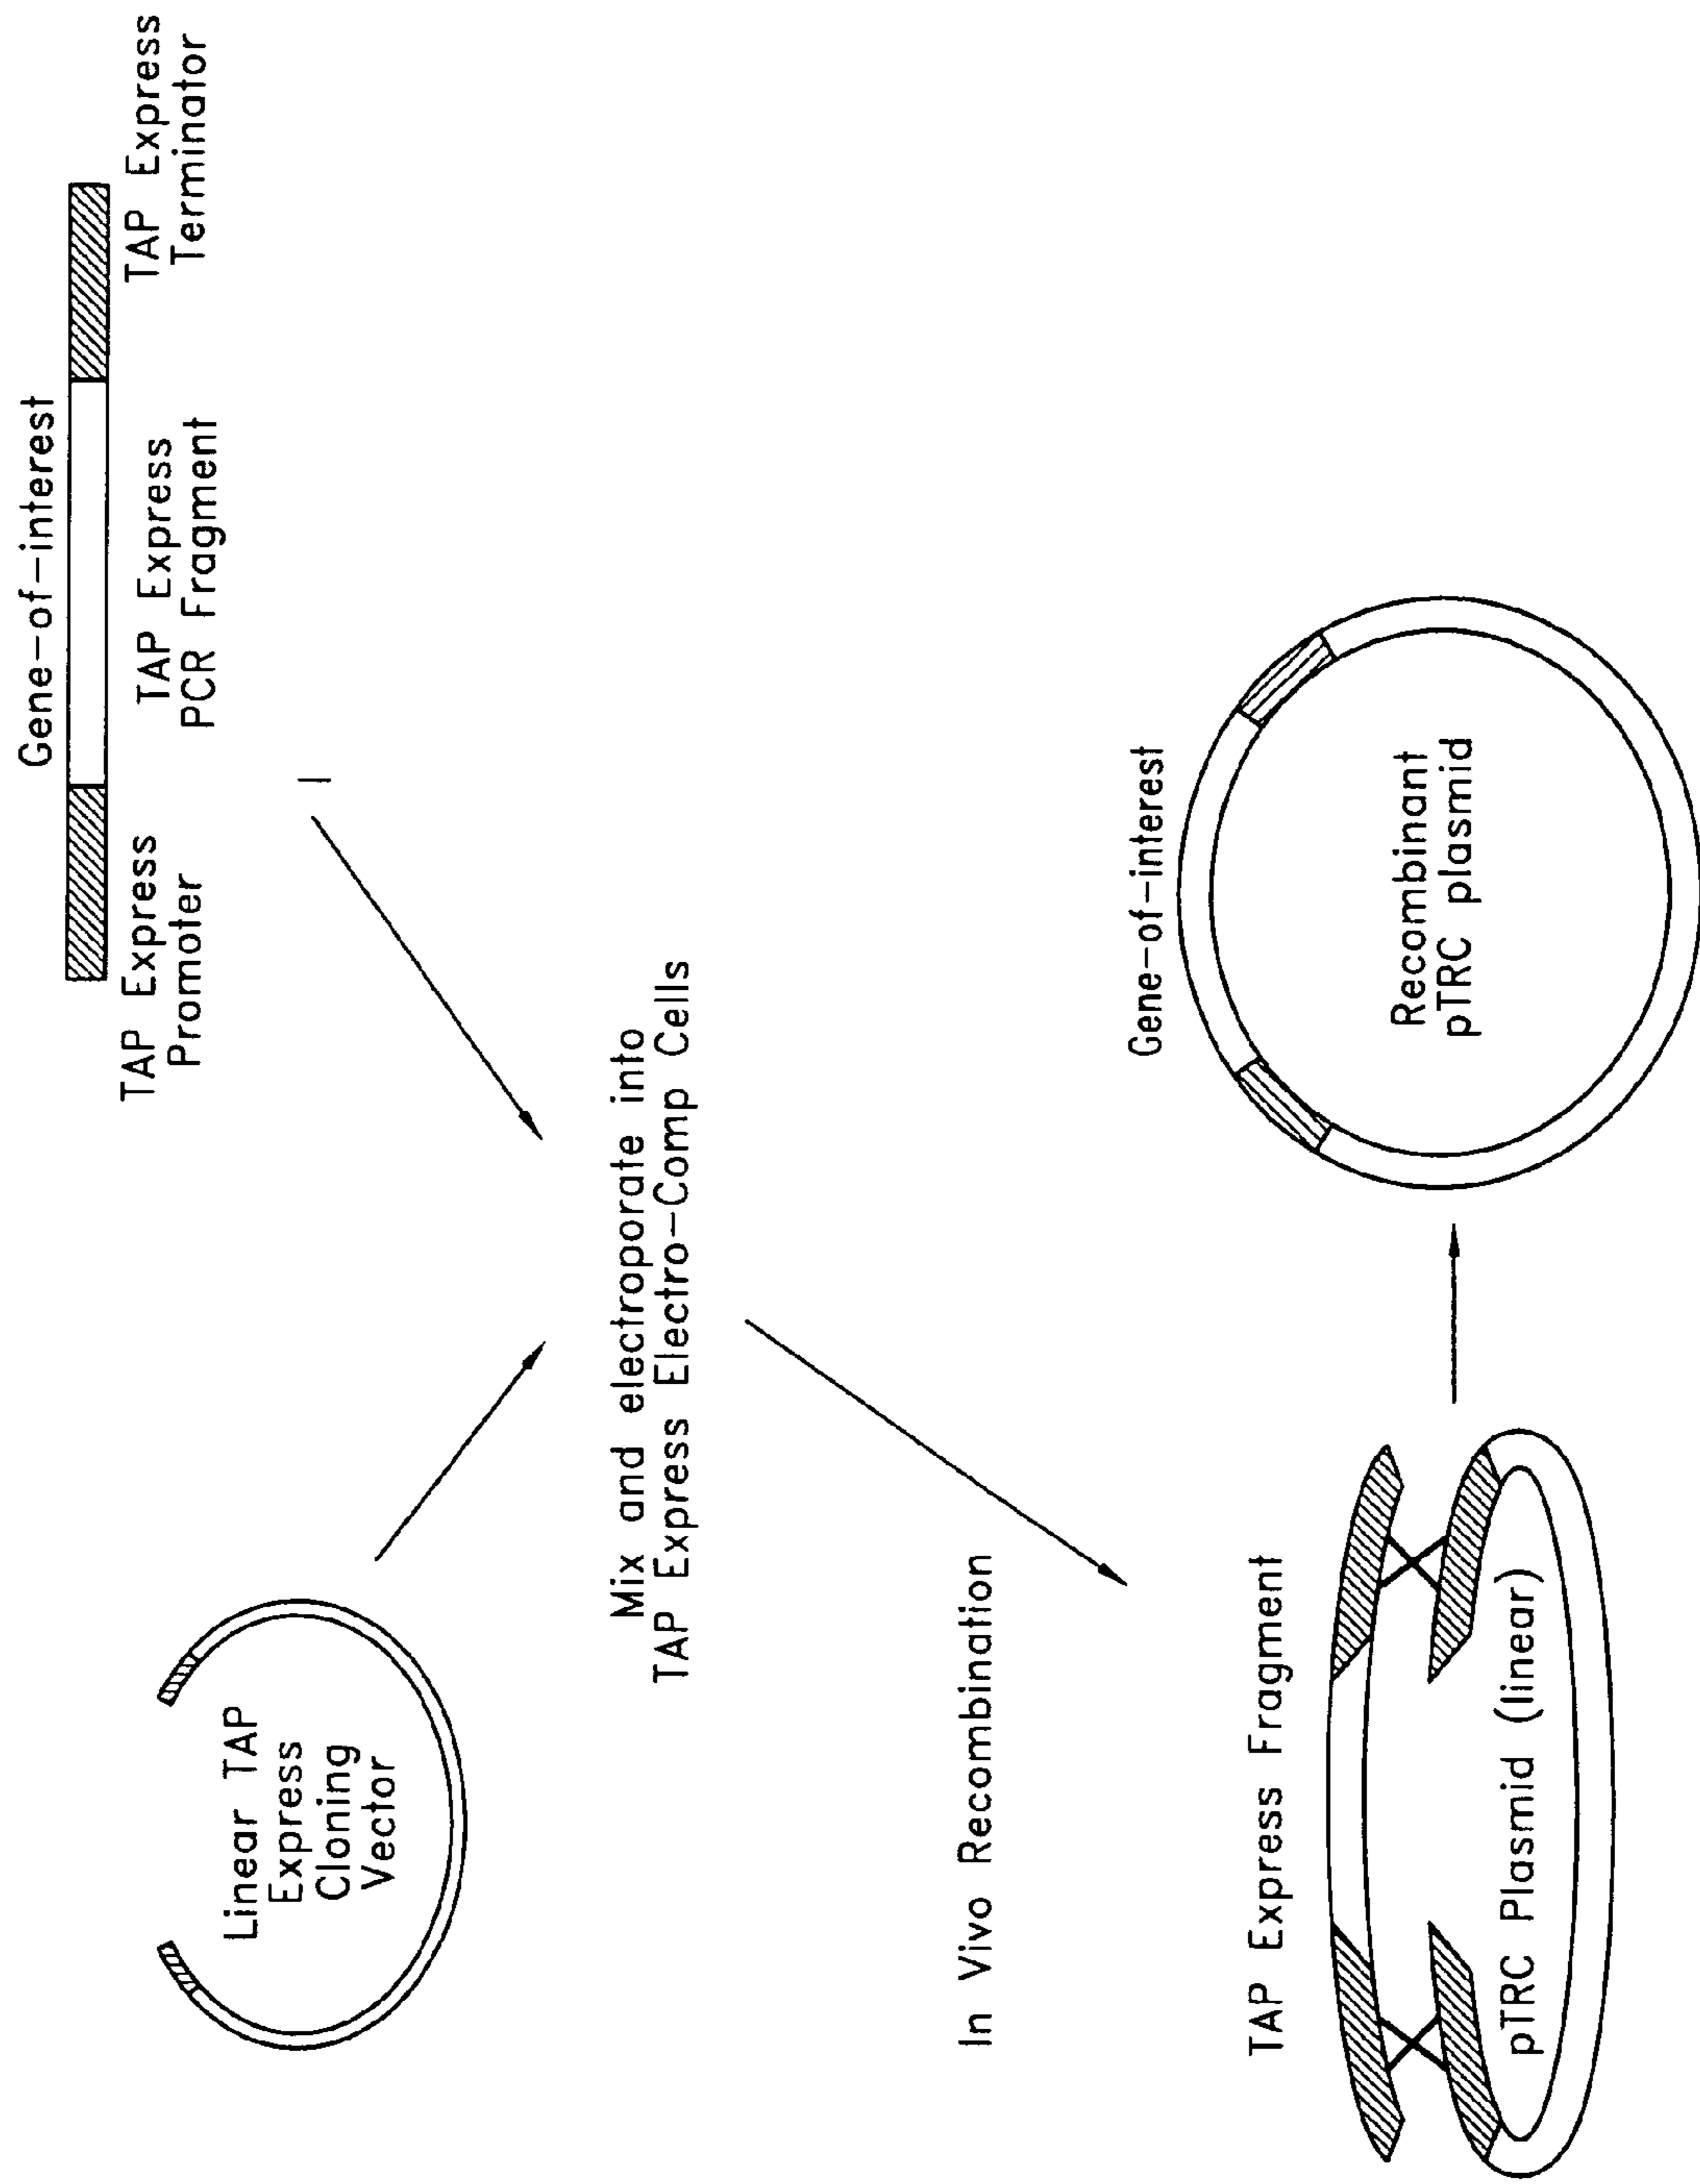 Gene-of-interest
TAP Express
Promoter
TAP Express
PCR Fragment
TAP Express
Terminator
Linear TAP
Express
Cloning
Vector
Mix and electroporate into
TAP Express Electro-Comp Cells
In Vivo Recombination
TAP Express Fragment
pTRC Plasmid (linear)
Gene-of-interest
Recombinant
pTRC plasmid